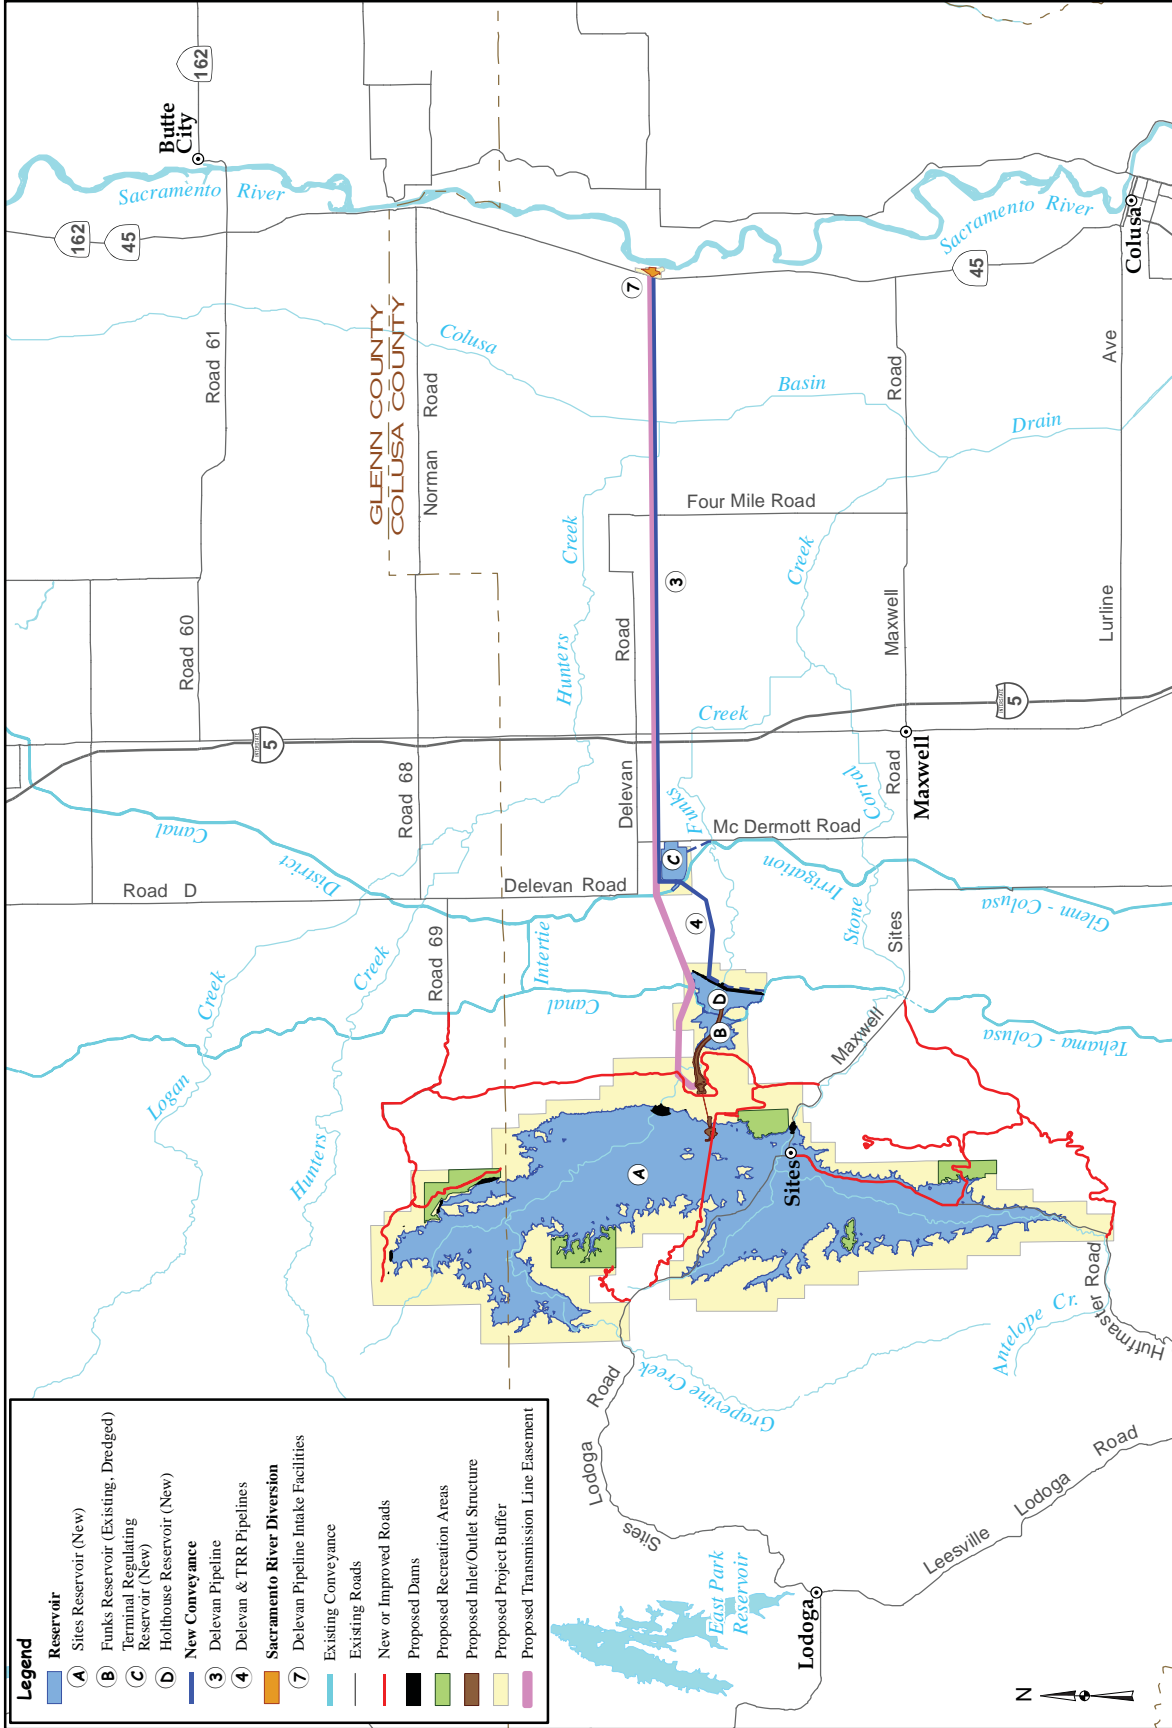 Legend
Reservoir
A Sites Reservoir (New)
B Funks Reservoir (Existing, Dredged)
C Terminal Regulating
Reservoir (New)
D Holthouse Reservoir (New)
New Conveyance
3 Delevan Pipeline
4 Delevan & TRR Pipelines
Sacramento River Diversion
7 Delevan Pipeline Intake Facilities
Existing Conveyance
Existing Roads
New or Improved Roads
Proposed Dams
Proposed Recreation Areas
Proposed Inlet/Outlet Structure
Proposed Project Buffer
Proposed Transmission Line Easement
N
Lodoga
East Park
Reservoir
Sites
Lodoga
Road
Leesville
Lodoga
Road
Grapevine Creek
Antelope Cr.
Huffmaster Road
Logan
Creek
Hunters
Creek
A
Sites
B
D
4
C
Maxwell
Sites
Road
Tehama - Colusa
Canal
Intertie
Glenn - Colusa
Irrigation
District
Canal
Road D
Road 69
Road 68
Delevan Road
Delevan
Road
Mc Dermott Road
Funks
Creek
Stone
Corral
Creek
Maxwell
INTERSTATE
5
INTERSTATE
5
Road 60
Road 61
Hunters
Creek
3
Four Mile Road
Maxwell
Road
Lurline
Ave
Norman
Road
GLENN COUNTY
COLUSA COUNTY
Colusa
Basin
Drain
7
45
162
45
162
Butte
City
Sacramento River
Sacramento River
Colusa